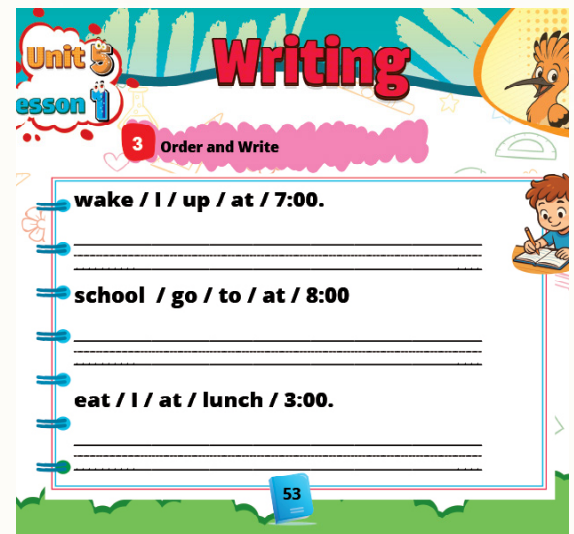 Unit 5
Writing
esson 1
3 Order and Write
wake / I / up / at / 7:00.
school / go / to / at / 8:00
eat / I / at / lunch / 3:00.
53